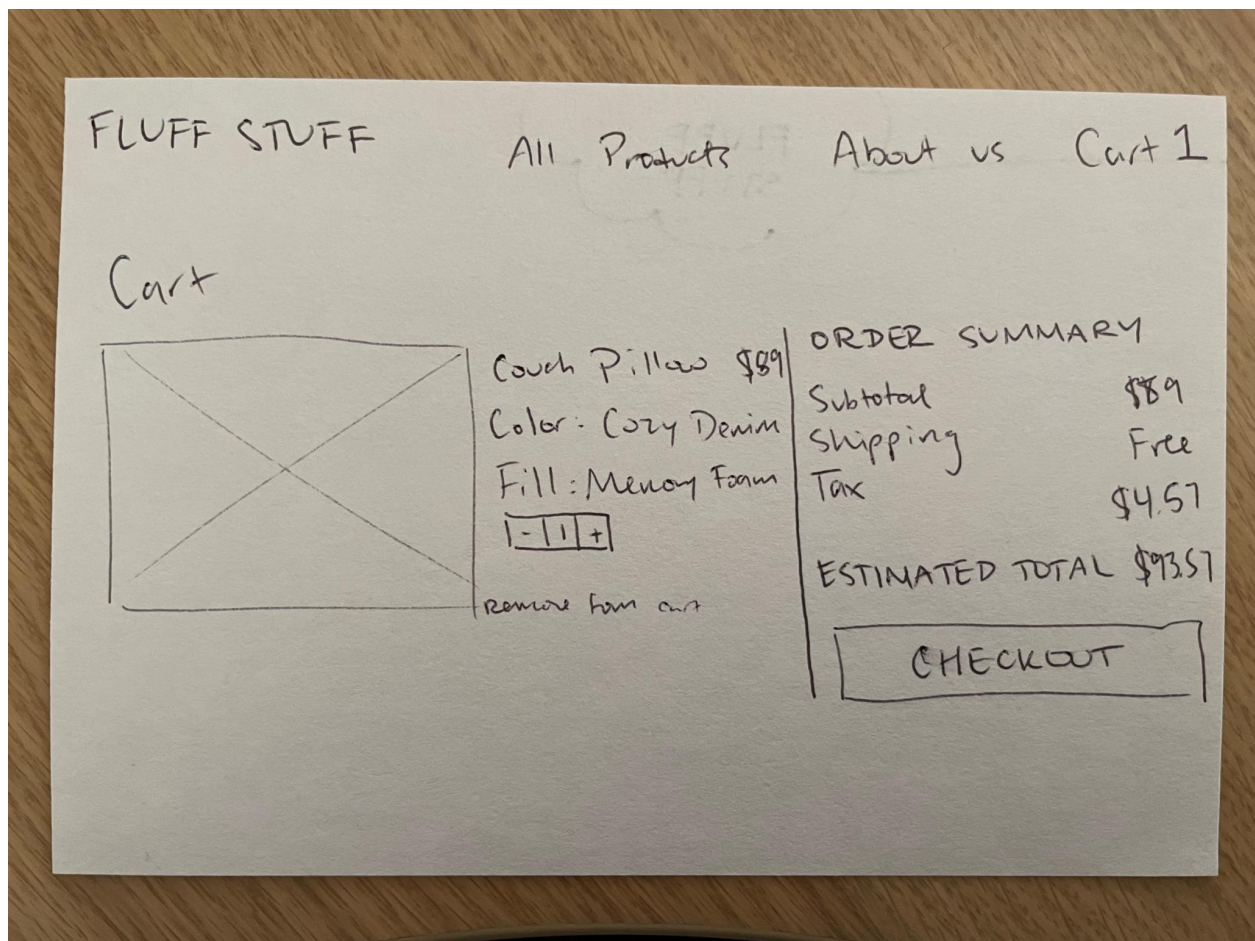 FLUFF STUFF
All Products About us Cart 1
Cart
Couch Pillow $89
Color: Cozy Denim
Fill: Memory Foam
- 1 +
remove from cart
ORDER SUMMARY
Subtotal $89
Shipping Free
Tax $4.57
ESTIMATED TOTAL $93.57
CHECKOUT